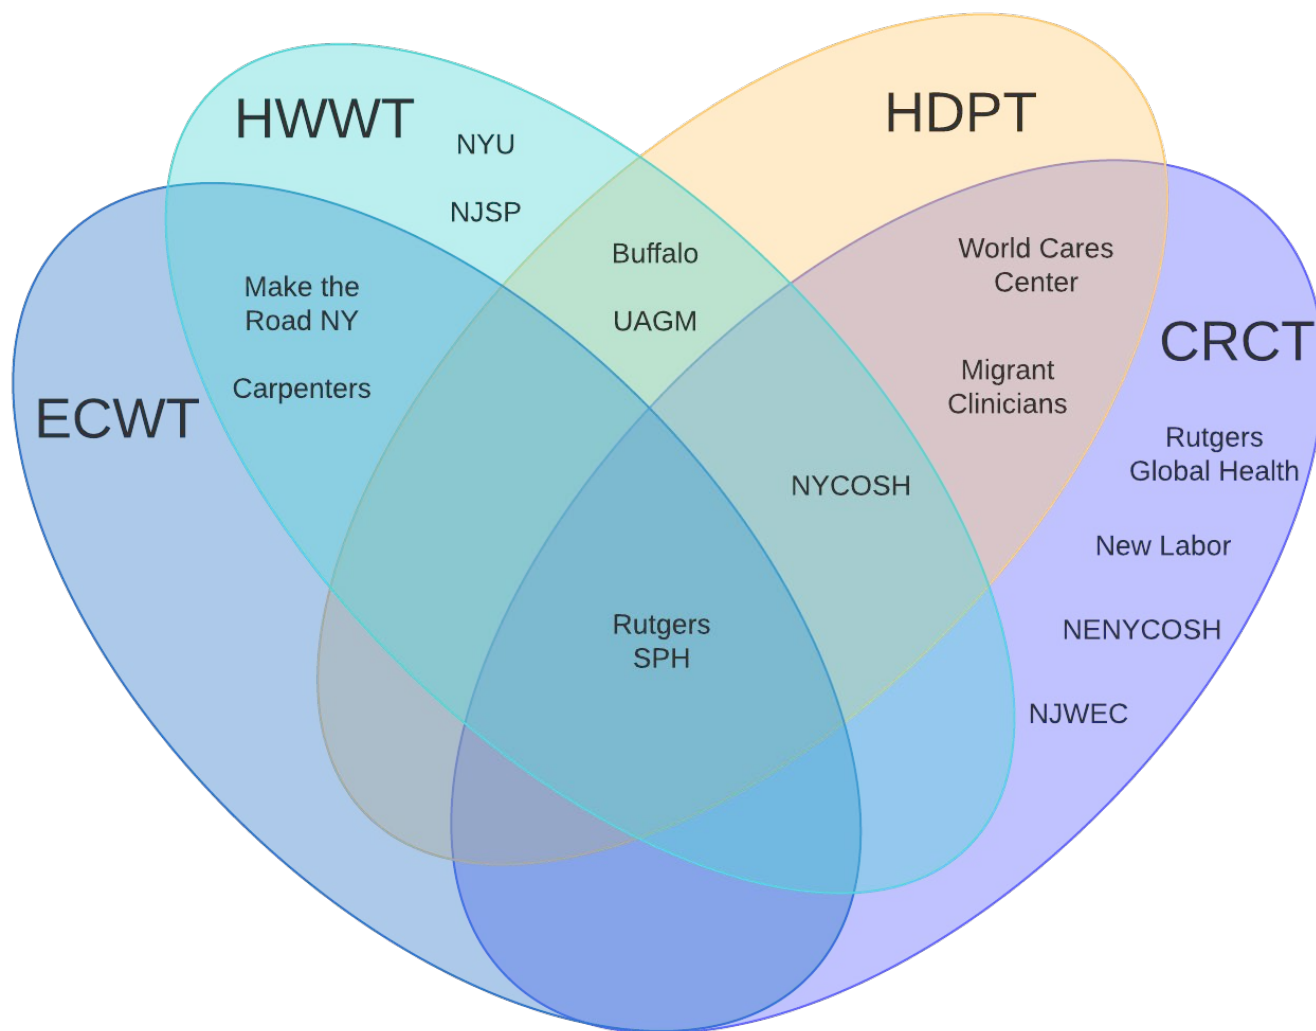 HWWT
NYU
NJSP
HDPT
Buffalo
UAGM
World Cares
Center
Make the
Road NY
Carpenters
ECWT
CRCT
Migrant
Clinicians
Rutgers
Global Health
NYCOSH
New Labor
Rutgers
SPH
NENYCOSH
NJWEC